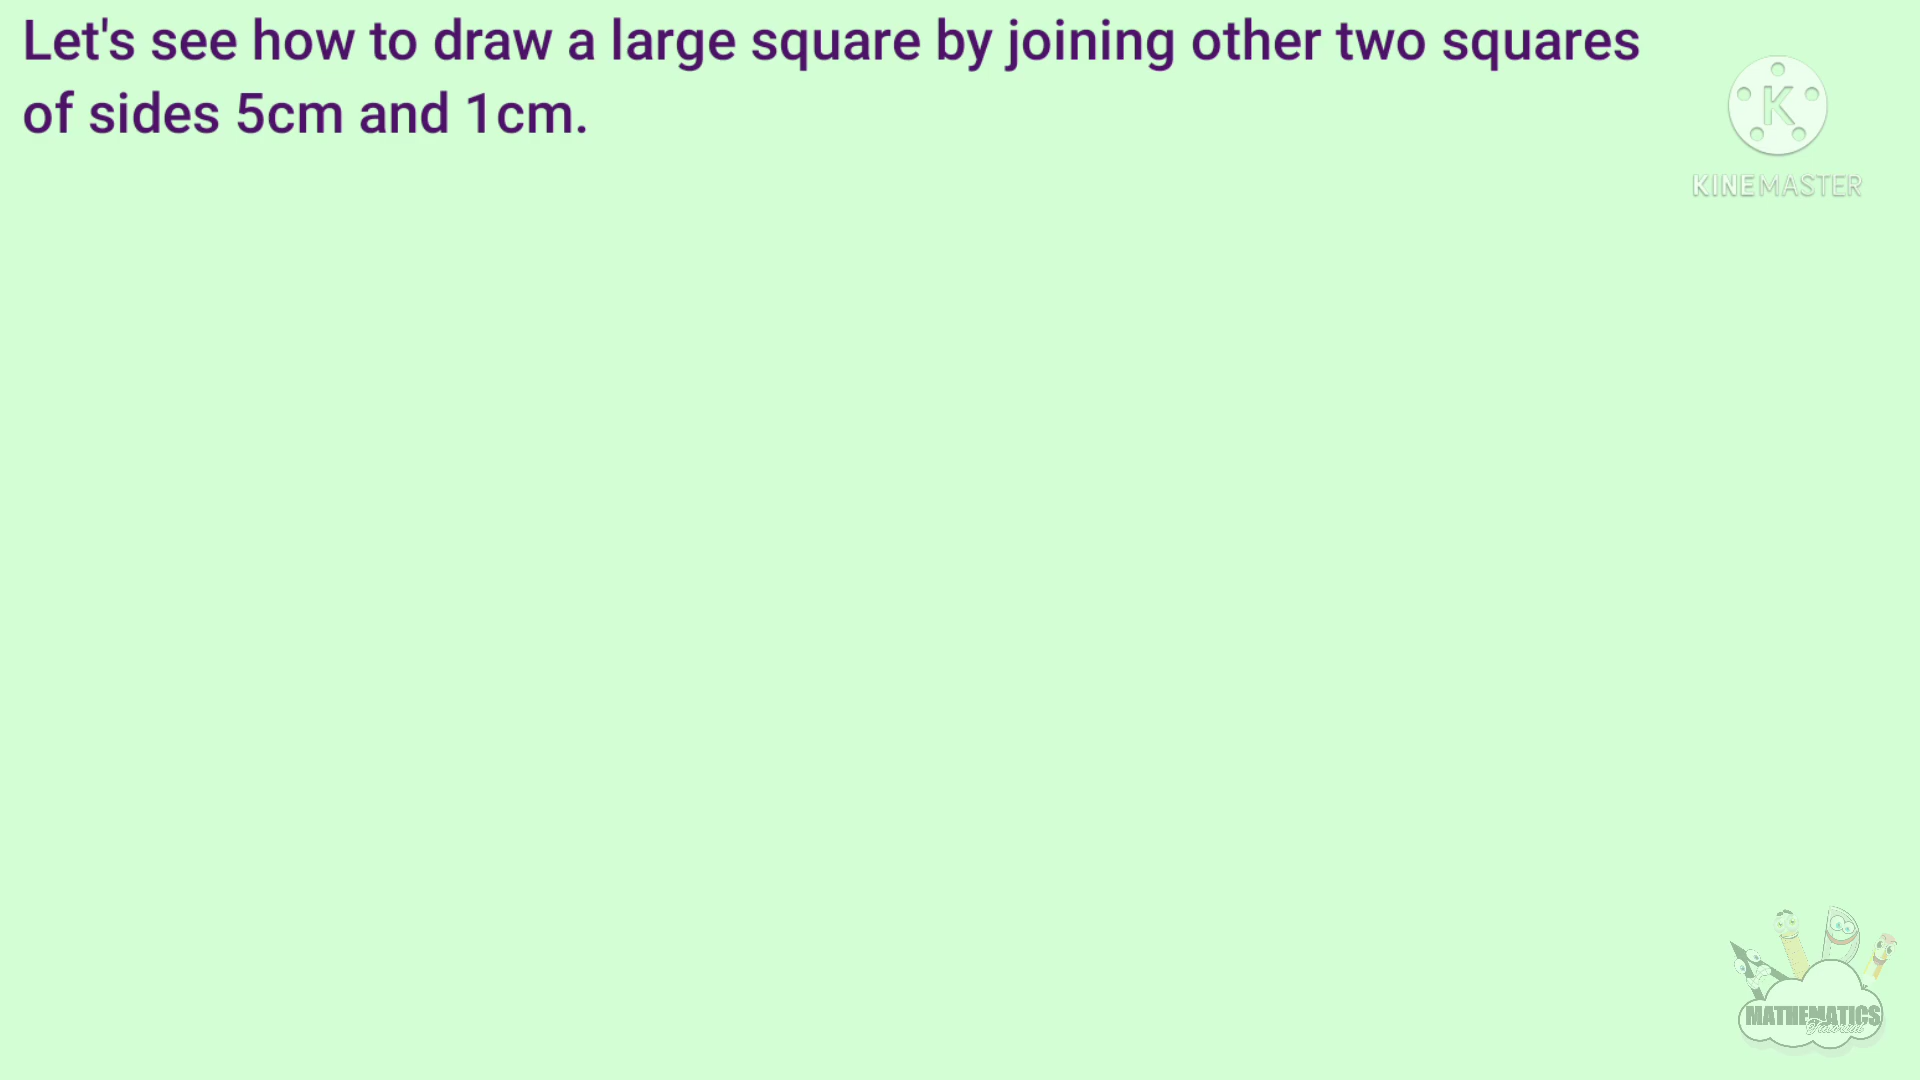 Let's see how to draw a large square by joining other two squares
of sides 5cm and 1cm.
K
KINEMASTER
MATHEMATICS
Tutorial